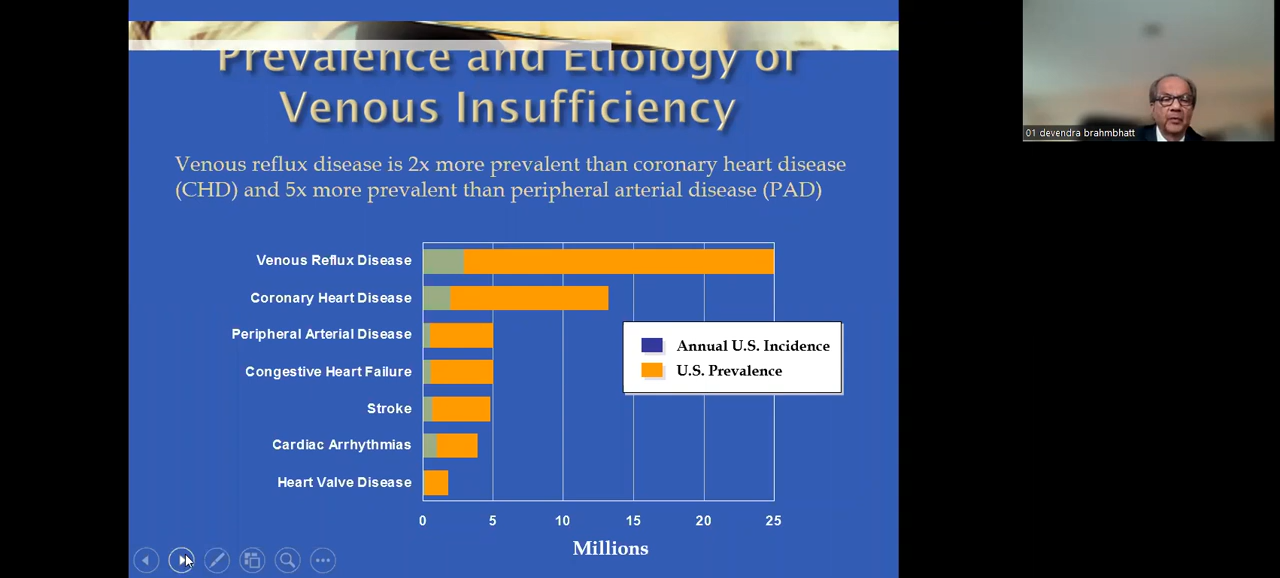 Prevalence and Etiology of
Venous Insufficiency
01 devendra brahmbhatt
Venous reflux disease is 2x more prevalent than coronary heart disease
(CHD) and 5x more prevalent than peripheral arterial disease (PAD)
Venous Reflux Disease
Coronary Heart Disease
Peripheral Arterial Disease
Congestive Heart Failure
Stroke
Cardiac Arrhythmias
Heart Valve Disease
Annual U.S. Incidence
U.S. Prevalence
0 5 10 15 20 25
Millions